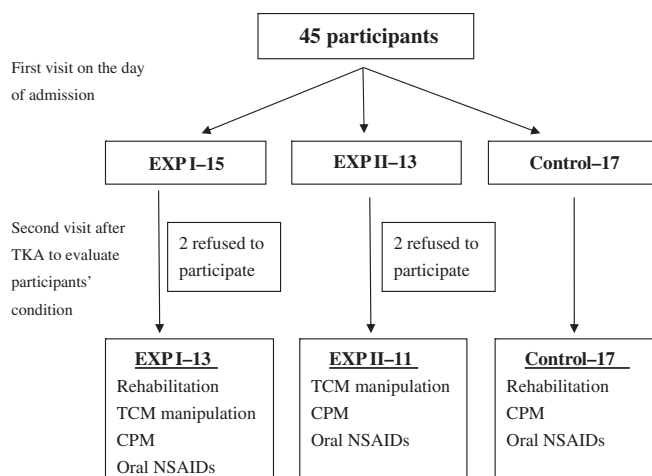 45 participants
First visit on the day
of admission
EXP I–15
EXP II–13
Control–17
Second visit after
TKA to evaluate
participants'
condition
2 refused to
participate
2 refused to
participate
EXP I–13
Rehabilitation
TCM manipulation
CPM
Oral NSAIDs
EXP II–11
TCM manipulation
CPM
Oral NSAIDs
Control–17
Rehabilitation
CPM
Oral NSAIDs